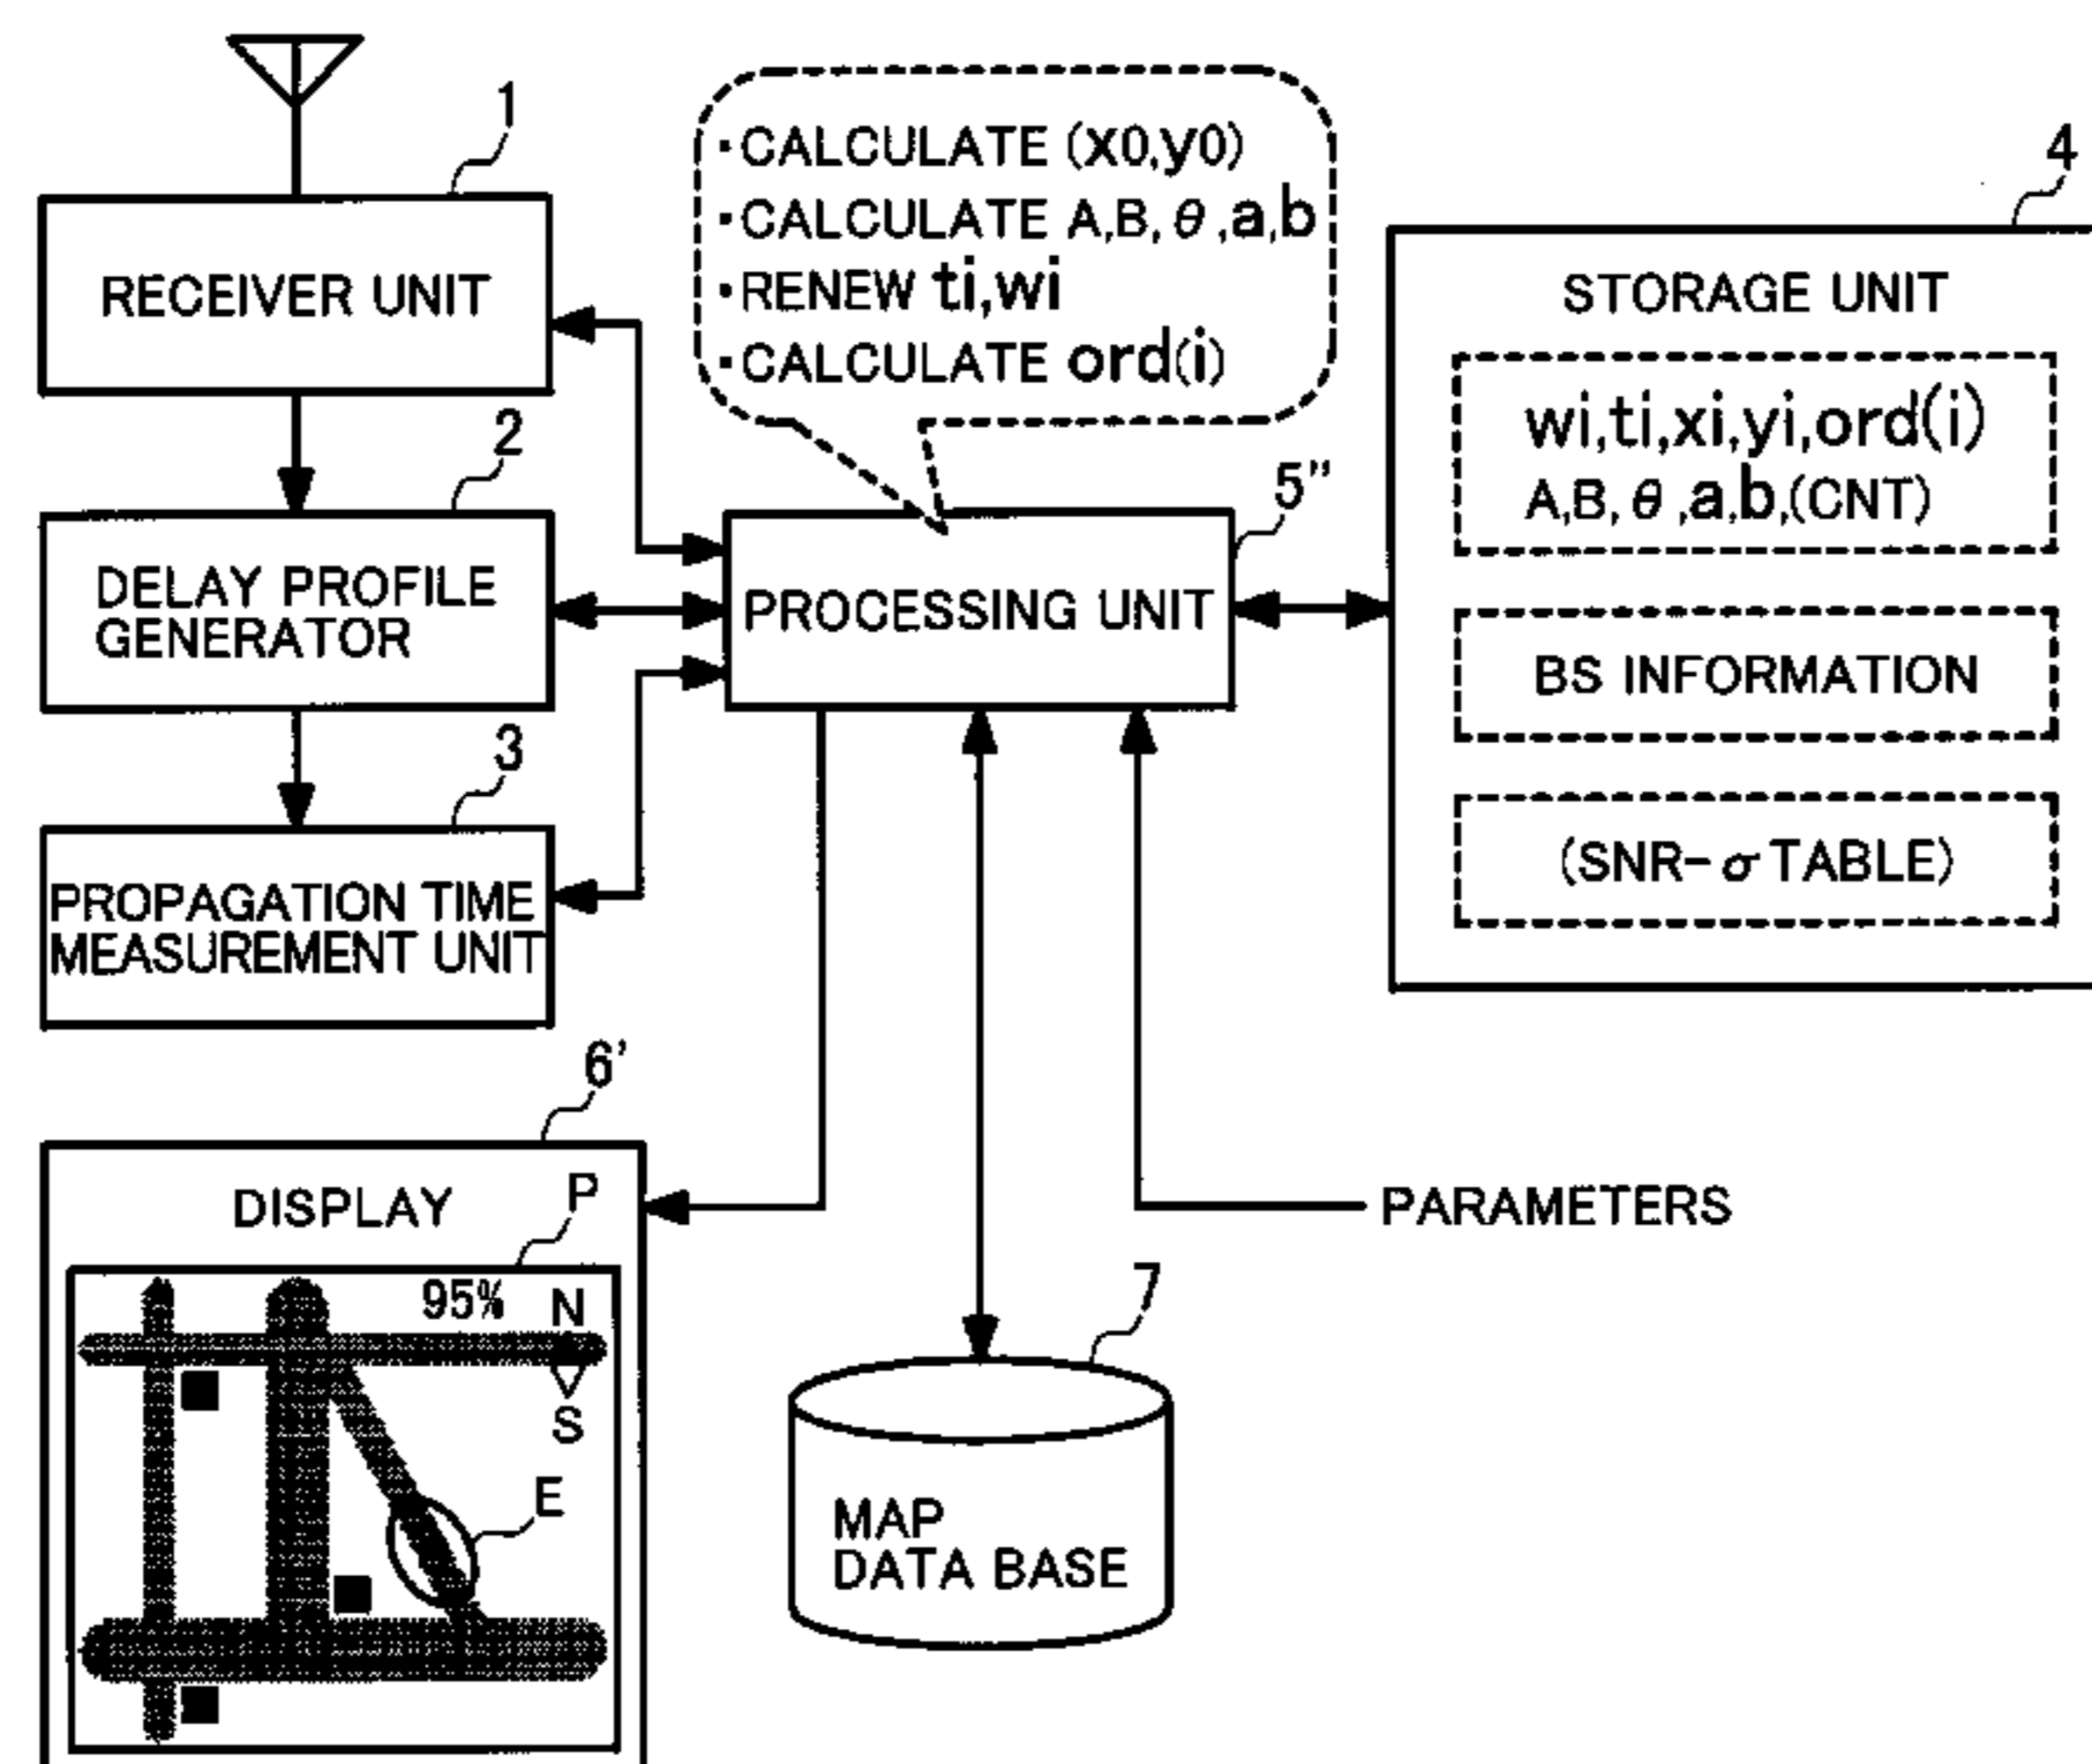 1
RECEIVER UNIT
・CALCULATE (x0,y0)
・CALCULATE A,B, θ ,a,b
・RENEW ti,wi
・CALCULATE ord(i)
4
STORAGE UNIT
wi,ti,xi,yi,ord(i)
A,B, θ ,a,b,(CNT)
BS INFORMATION
(SNR- σ TABLE)
2
DELAY PROFILE
GENERATOR
5"
PROCESSING UNIT
3
PROPAGATION TIME
MEASUREMENT UNIT
6'
DISPLAY
P
95%
N
S
E
PARAMETERS
7
MAP
DATA BASE